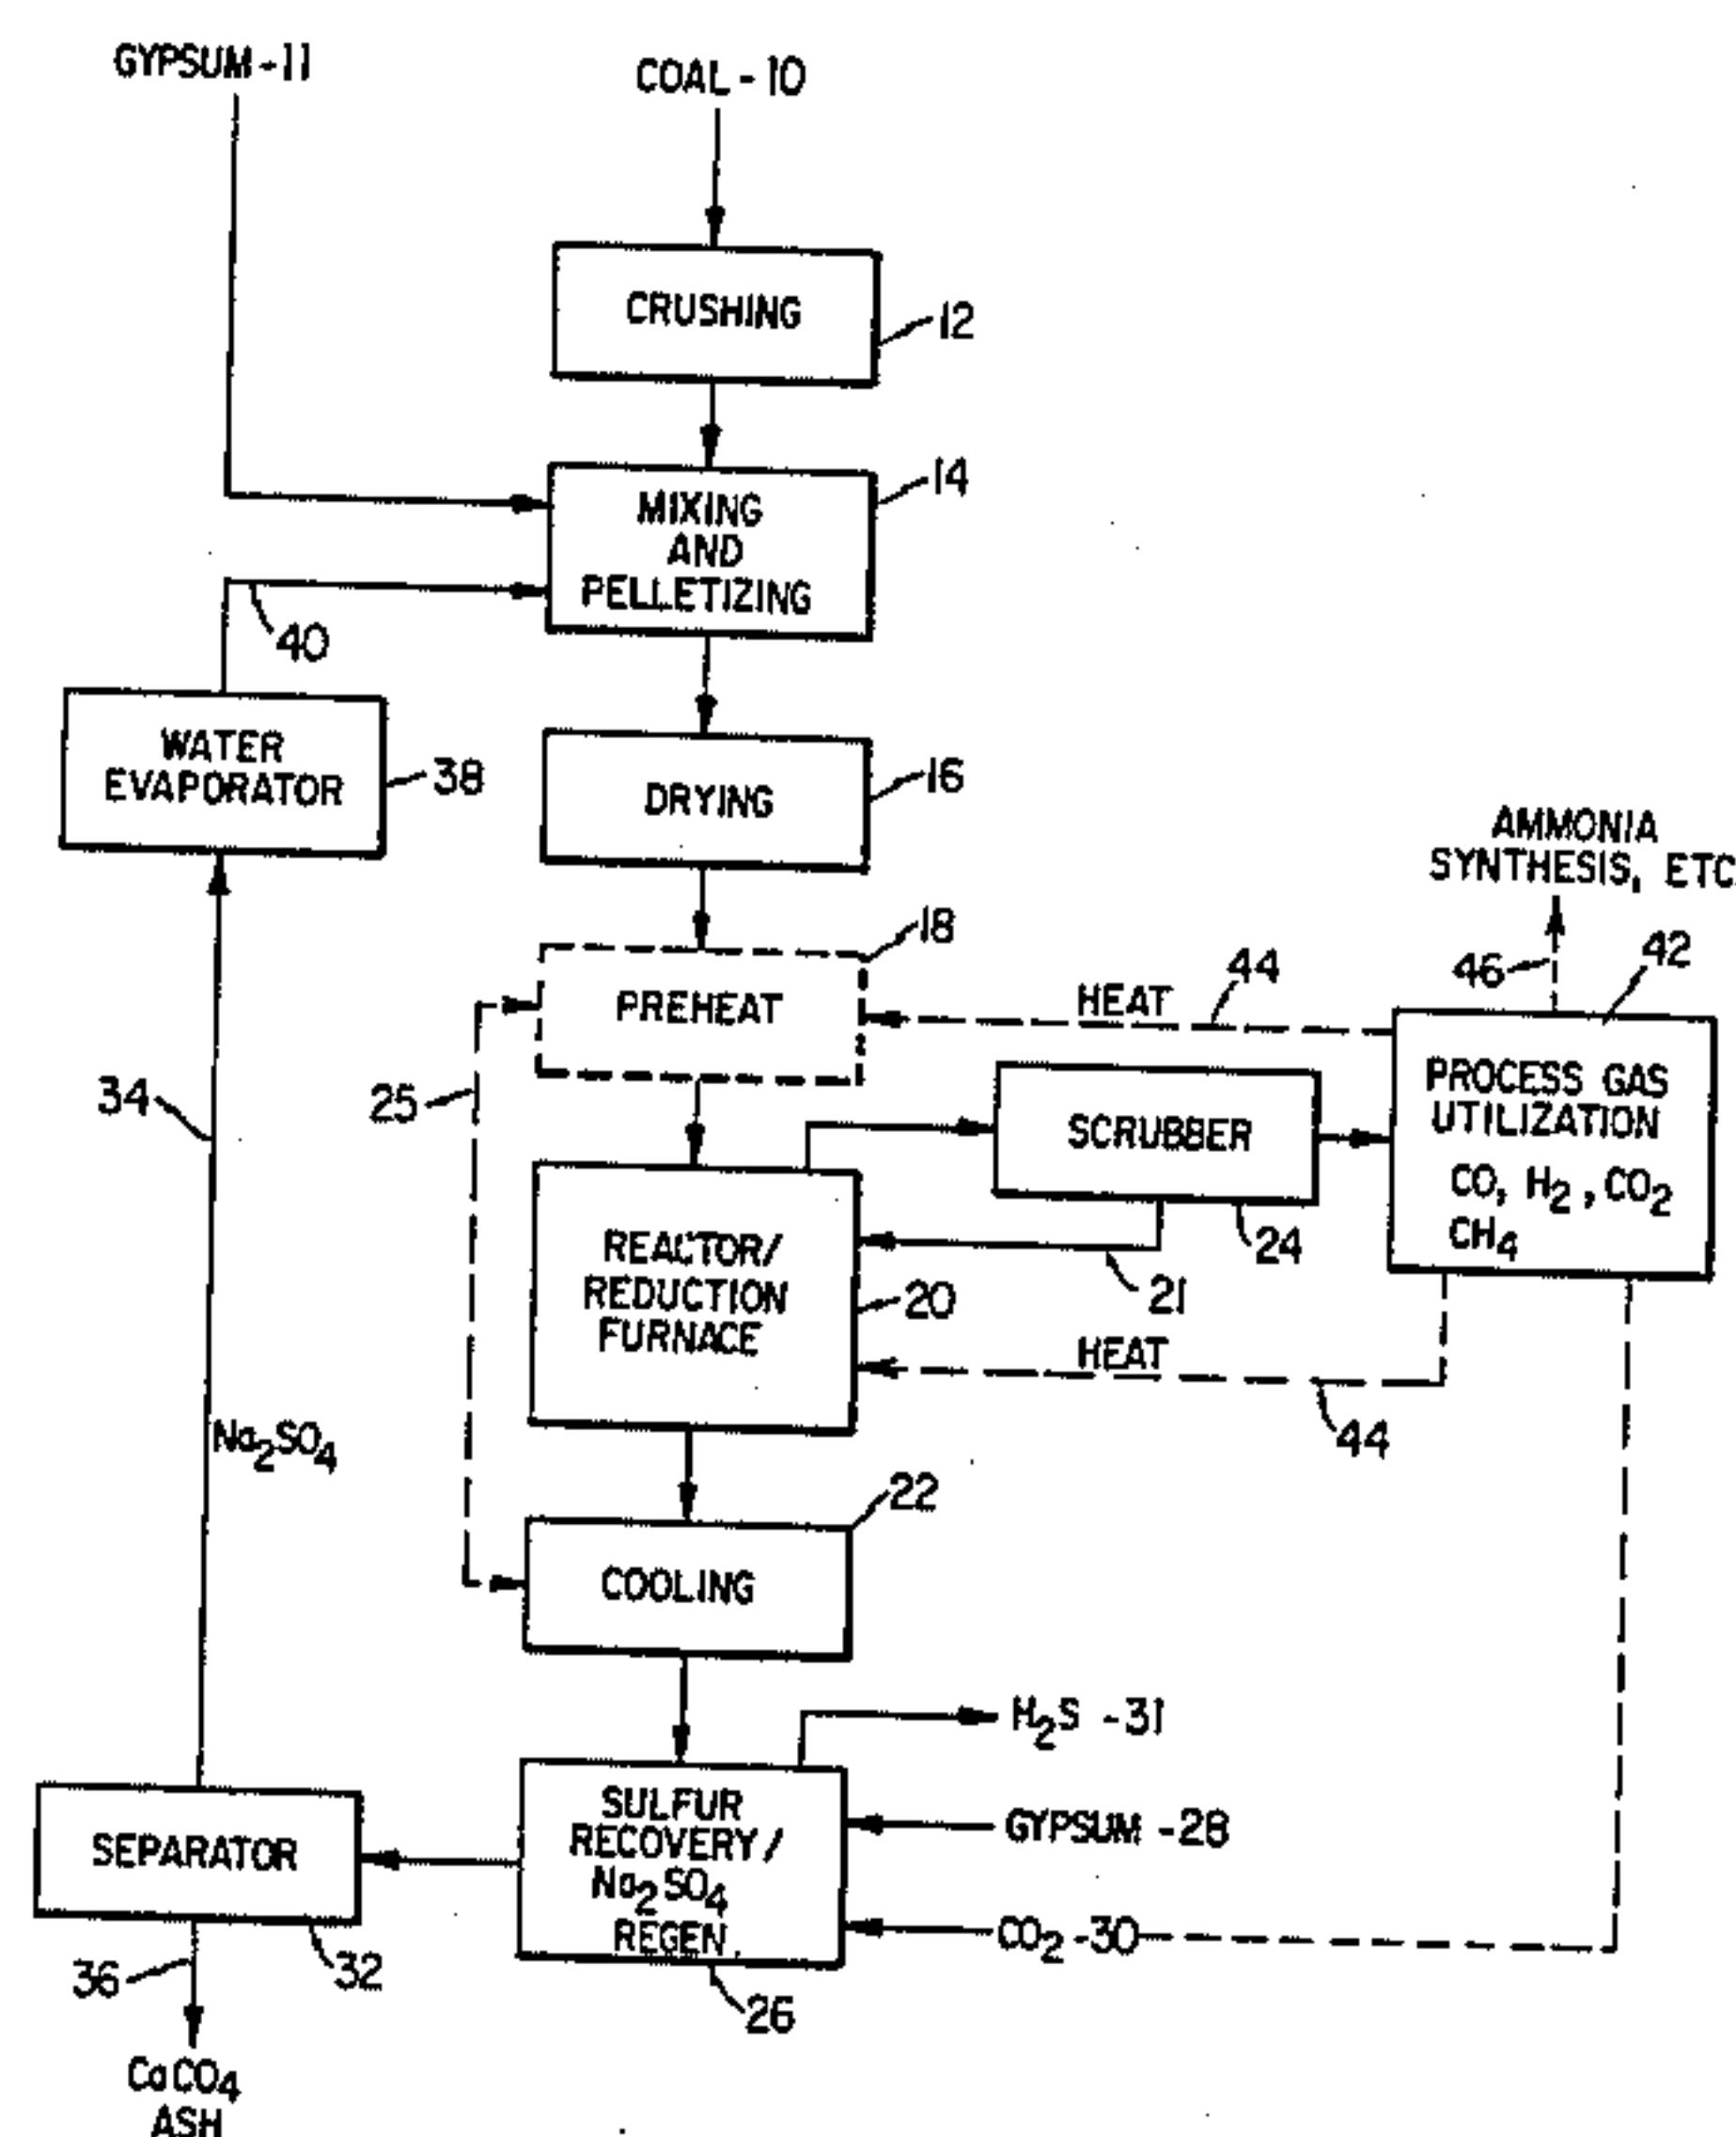 GYPSUM-11
COAL-10
CRUSHING
12
MIXING
AND
PELLETIZING
14
40
WATER
EVAPORATOR
38
DRYING
16
AMMONIA
SYNTHESIS, ETC.
18
PREHEAT
HEAT
44
46
42
25
34
SCRUBBER
24
21
PROCESS GAS
UTILIZATION
CO, H2, CO2
CH4
REACTOR/
REDUCTION
FURNACE
20
HEAT
44
Na2SO4
22
COOLING
H2S -31
SULFUR
RECOVERY/
Na2SO4
REGEN
26
GYPSUM -28
CO2-30
SEPARATOR
32
36
CaCO4
ASH